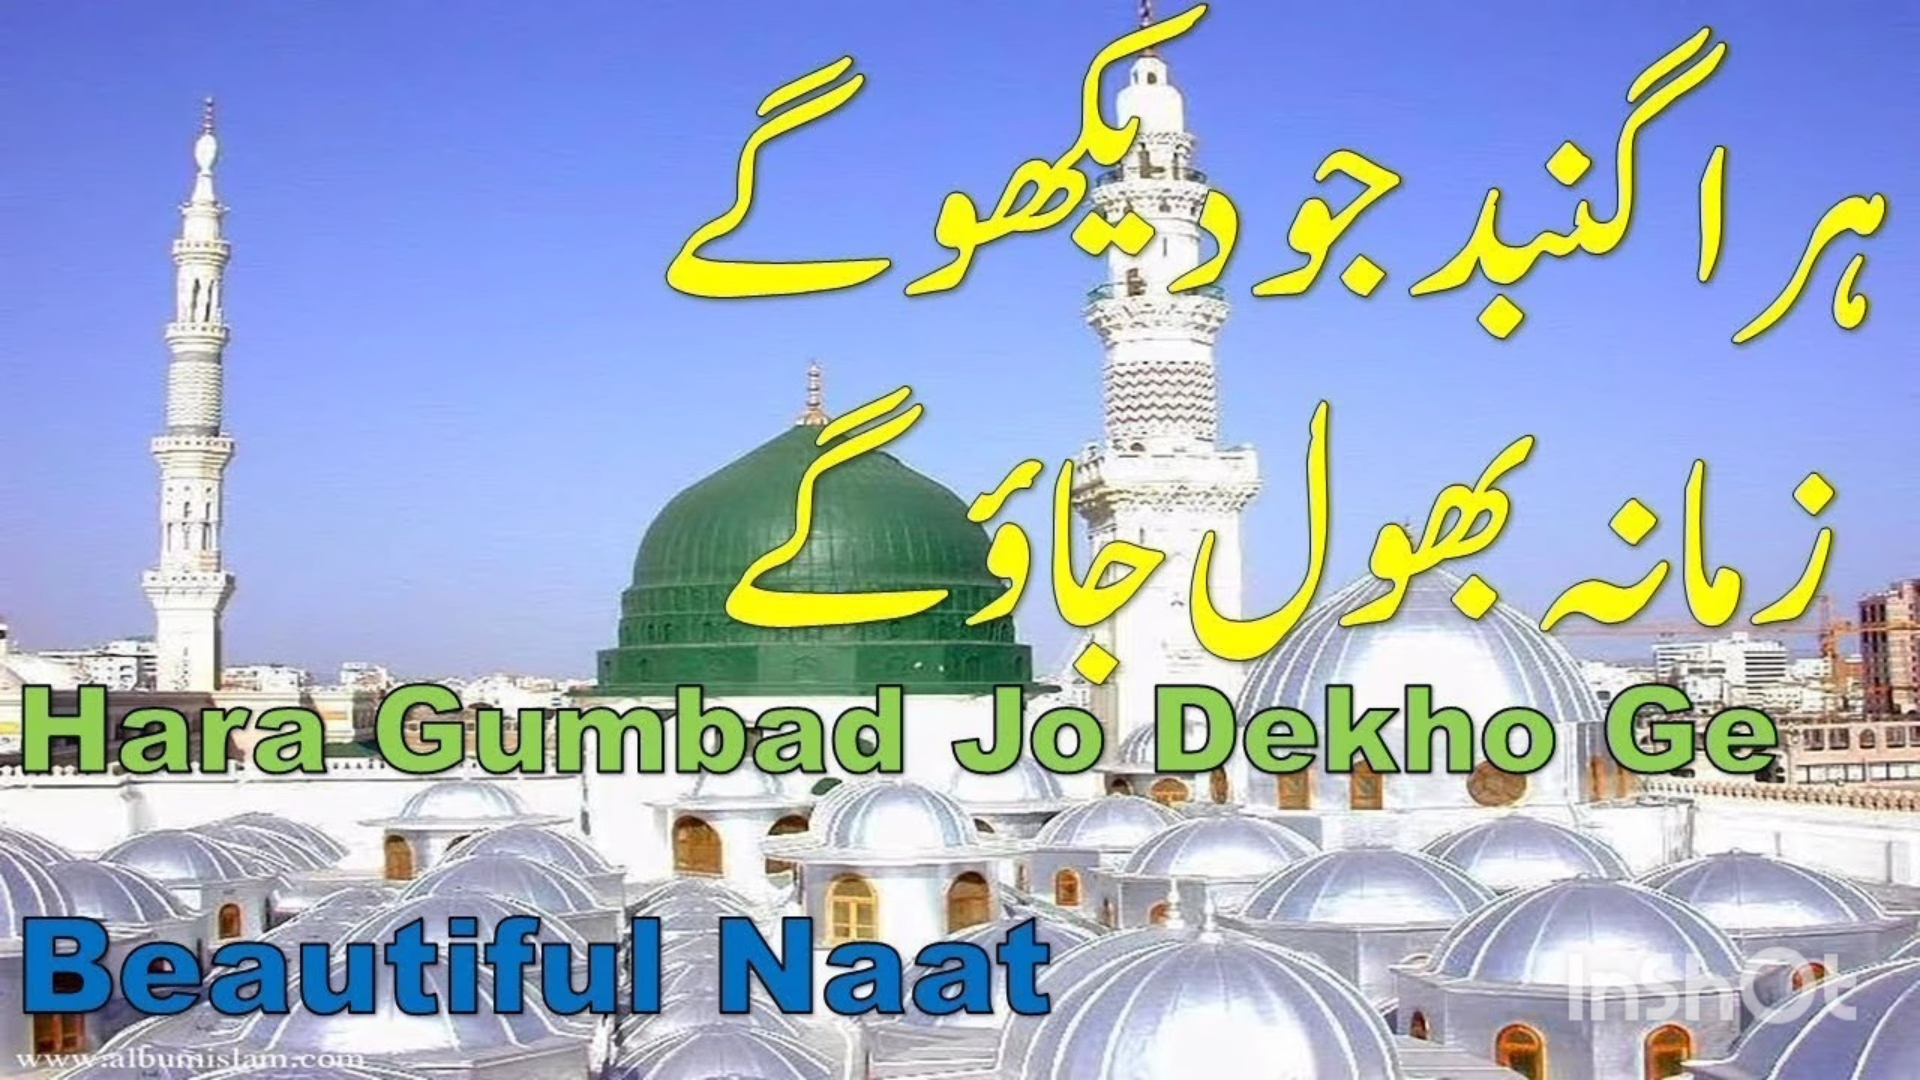 ہرا گنبد جو دیکھو گے
زمانہ بھول جاؤ گے
Hara Gumbad Jo Dekho Ge
Beautiful Naat
InShOt
www.albumislam.com